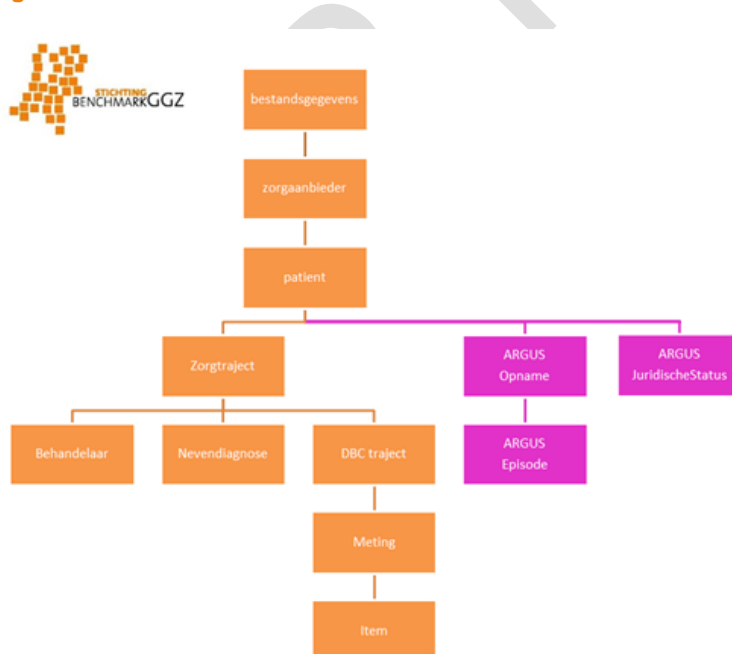 STICHTING
BENCHMARKGGZ
bestandsgegevens
zorgaanbieder
patient
Zorgtraject
ARGUS
Opname
ARGUS
JuridischeStatus
Behandelaar
Nevendiagnose
DBC traject
ARGUS
Episode
Meting
Item